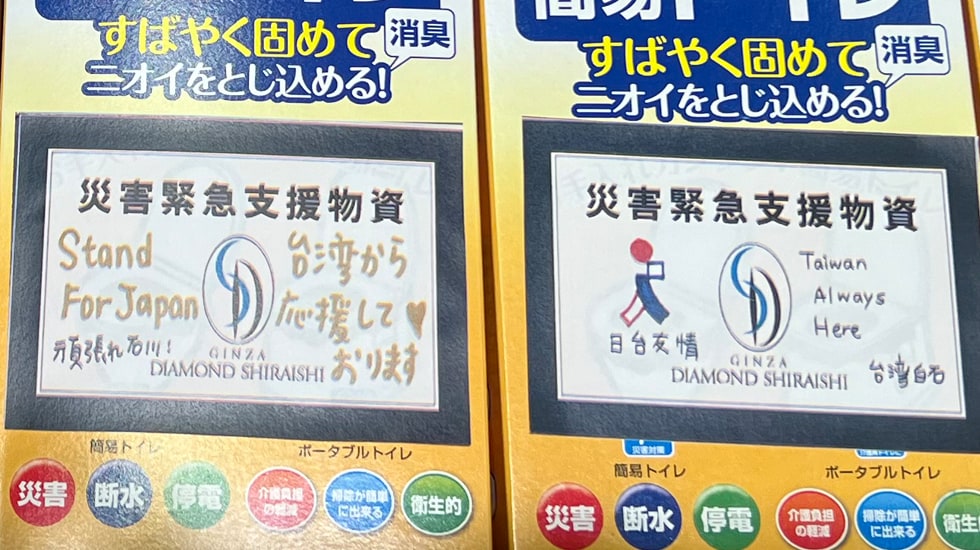 すばやく固めて
消臭
ニオイをとじ込める!
災害緊急支援物資
Stand
For Japan
頑張れ石川!
SD
台湾から
応援して♥
おります
GINZA
DIAMOND SHIRAISHI
簡易トイレ
ポータブルトイレ
災害
断水
停電
介護負担
の軽減
掃除が簡単
に出来る
衛生的
簡易トイレ
すばやく固めて
消臭
ニオイをとじ込める!
災害緊急支援物資
日台友情
SD
Taiwan
Always
Here
台湾白石
GINZA
DIAMOND SHIRAISHI
災害対策
簡易トイレ
ポータブルトイレ
災害
断水
停電
介護負担
の軽減
掃除が簡単
に出来る
衛生